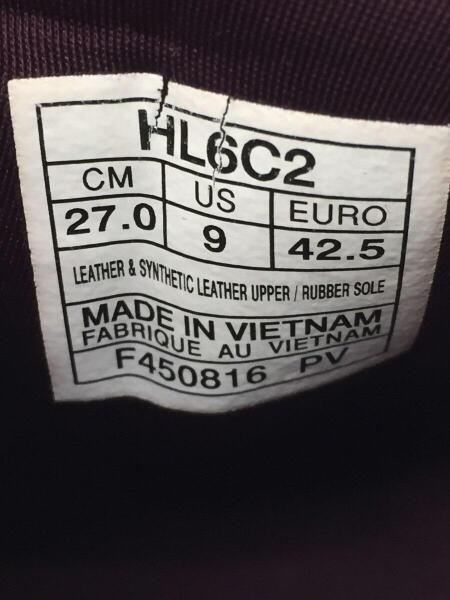 HL6C2
CM US EURO
27.0 9 42.5
LEATHER & SYNTHETIC LEATHER UPPER / RUBBER SOLE
MADE IN VIETNAM
FABRIQUE AU VIETNAM
F450816 PV